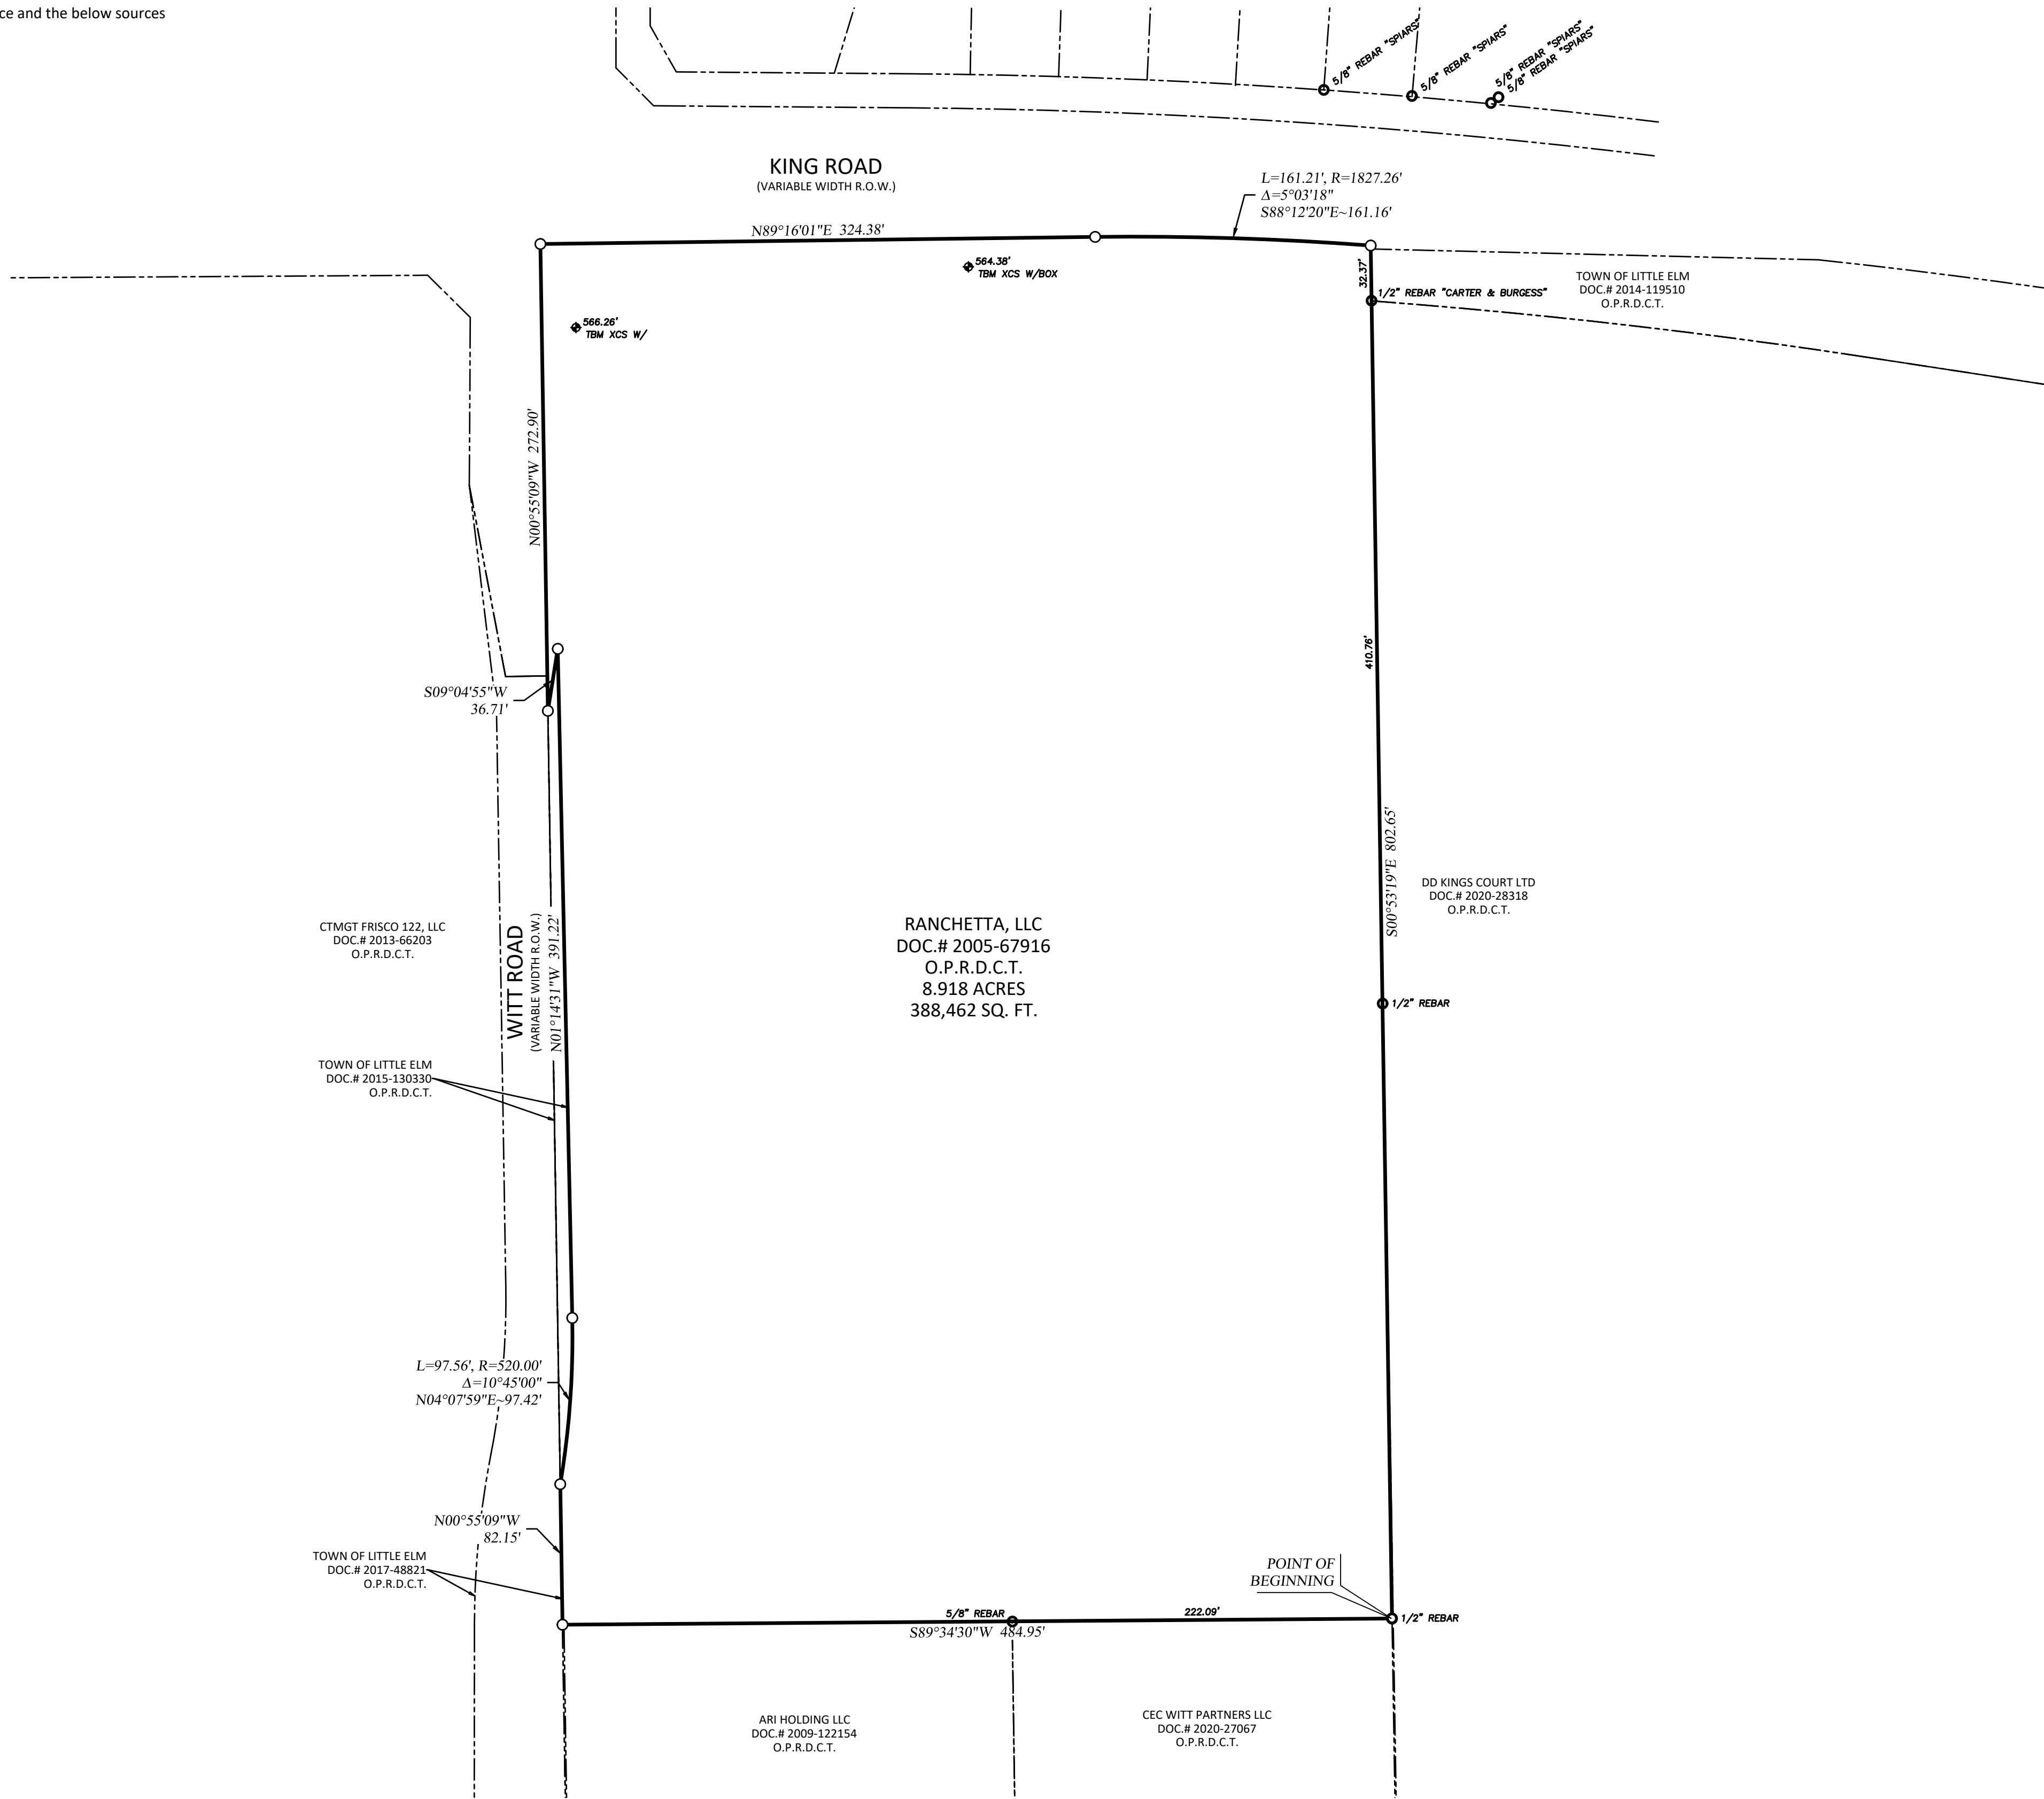 ce and the below sources
5/8" REBAR "SPIARS"
5/8" REBAR "SPIARS"
5/8" REBAR "SPIARS"
5/8" REBAR "SPIARS"
KING ROAD
(VARIABLE WIDTH R.O.W.)
L=161.21', R=1827.26'
Δ=5°03'18"
S88°12'20"E~161.16'
N89°16'01"E 324.38'
564.38'
TBM XCS W/BOX
32.37'
1/2" REBAR "CARTER & BURGESS"
TOWN OF LITTLE ELM
DOC.# 2014-119510
O.P.R.D.C.T.
566.26'
TBM XCS W/
N00°55'09"W 272.90'
410.76'
S09°04'55"W
36.71'
S00°53'19"E 802.65'
DD KINGS COURT LTD
DOC.# 2020-28318
O.P.R.D.C.T.
CTMGT FRISCO 122, LLC
DOC.# 2013-66203
O.P.R.D.C.T.
WITT ROAD
(VARIABLE WIDTH R.O.W.)
N01°14'31"W 391.22'
RANCHETTA, LLC
DOC.# 2005-67916
O.P.R.D.C.T.
8.918 ACRES
388,462 SQ. FT.
1/2" REBAR
TOWN OF LITTLE ELM
DOC.# 2015-130330
O.P.R.D.C.T.
L=97.56', R=520.00'
Δ=10°45'00"
N04°07'59"E~97.42'
N00°55'09"W
82.15'
TOWN OF LITTLE ELM
DOC.# 2017-48821
O.P.R.D.C.T.
POINT OF
BEGINNING
5/8" REBAR
222.09'
1/2" REBAR
S89°34'30"W 484.95'
ARI HOLDING LLC
DOC.# 2009-122154
O.P.R.D.C.T.
CEC WITT PARTNERS LLC
DOC.# 2020-27067
O.P.R.D.C.T.